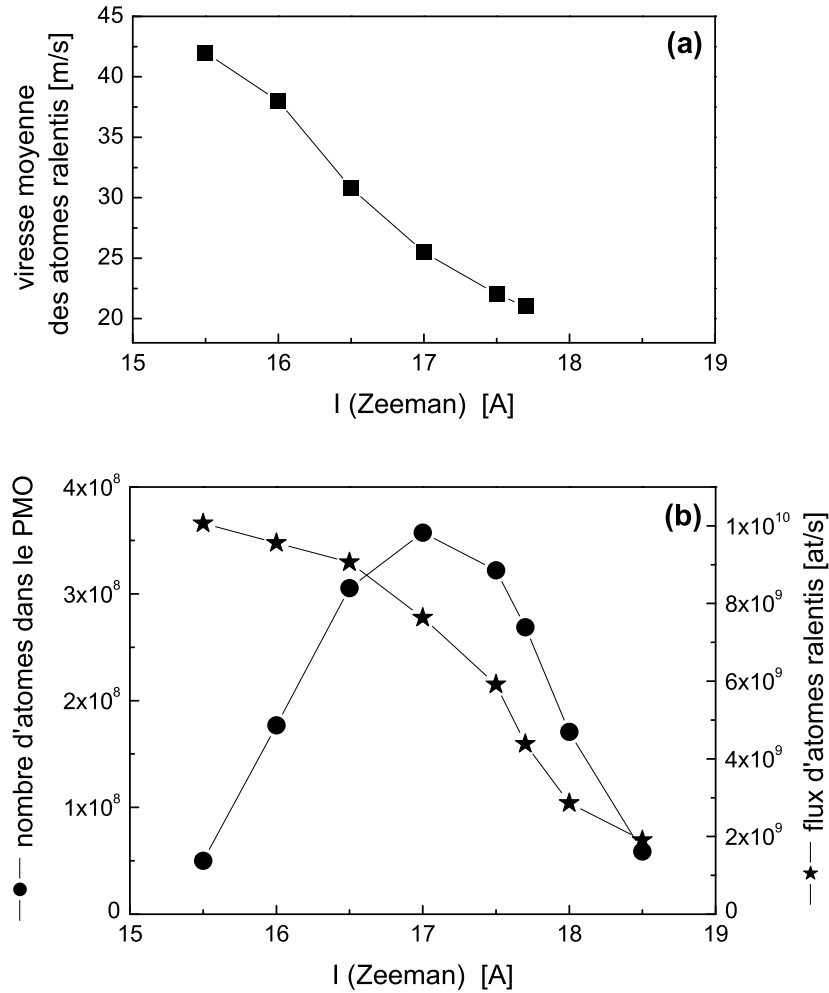 (a)
viresse moyenne
des atomes ralentis [m/s]
45
40
35
30
25
20
15 16 17 18 19
I (Zeeman) [A]
(b)
nombre d'atomes dans le PMO
4x10⁸
3x10⁸
2x10⁸
1x10⁸
0
1x10¹⁰
8x10⁹
6x10⁹
4x10⁹
2x10⁹
0
flux d'atomes ralentis [at/s]
15 16 17 18 19
I (Zeeman) [A]